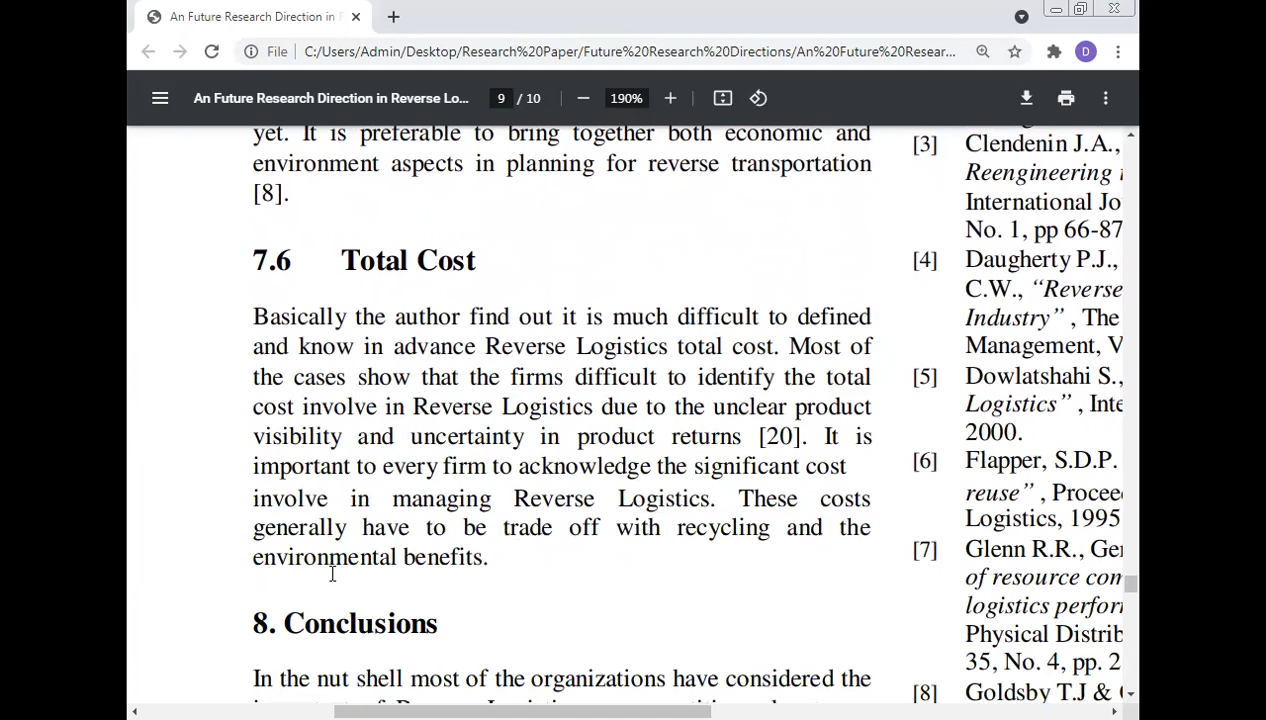 An Future Research Direction in
File
C:/Users/Admin/Desktop/Research%20Paper/Future%20Research%20Directions/An%20Future%20Resear...
D
An Future Research Direction in Reverse Lo...
9 / 10
190%
yet. It is preferable to bring together both economic and
environment aspects in planning for reverse transportation
[8].
7.6 Total Cost
Basically the author find out it is much difficult to defined
and know in advance Reverse Logistics total cost. Most of
the cases show that the firms difficult to identify the total
cost involve in Reverse Logistics due to the unclear product
visibility and uncertainty in product returns [20]. It is
important to every firm to acknowledge the significant cost
involve in managing Reverse Logistics. These costs
generally have to be trade off with recycling and the
environmental benefits.
8. Conclusions
In the nut shell most of the organizations have considered the
[3] Clendenin J.A.,
Reengineering
International Jo
No. 1, pp 66-87
[4] Daugherty P.J.,
C.W., “Reverse
Industry” , The
Management, V
[5] Dowlatshahi S.,
Logistics” , Inte
2000.
[6] Flapper, S.D.P.
reuse” , Procee
Logistics, 1995
[7] Glenn R.R., Ge
of resource com
logistics perfor
Physical Distrib
35, No. 4, pp. 2
[8] Goldsby T.J &